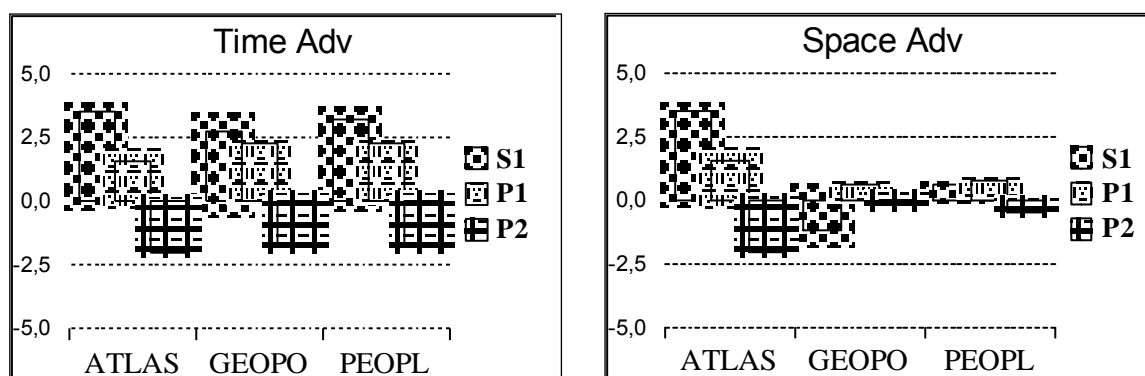 Time Adv
5,0
2,5
0,0
-2,5
-5,0
ATLAS GEOPO PEOPL
S1
P1
P2
Space Adv
5,0
2,5
0,0
-2,5
-5,0
ATLAS GEOPO PEOPL
S1
P1
P2